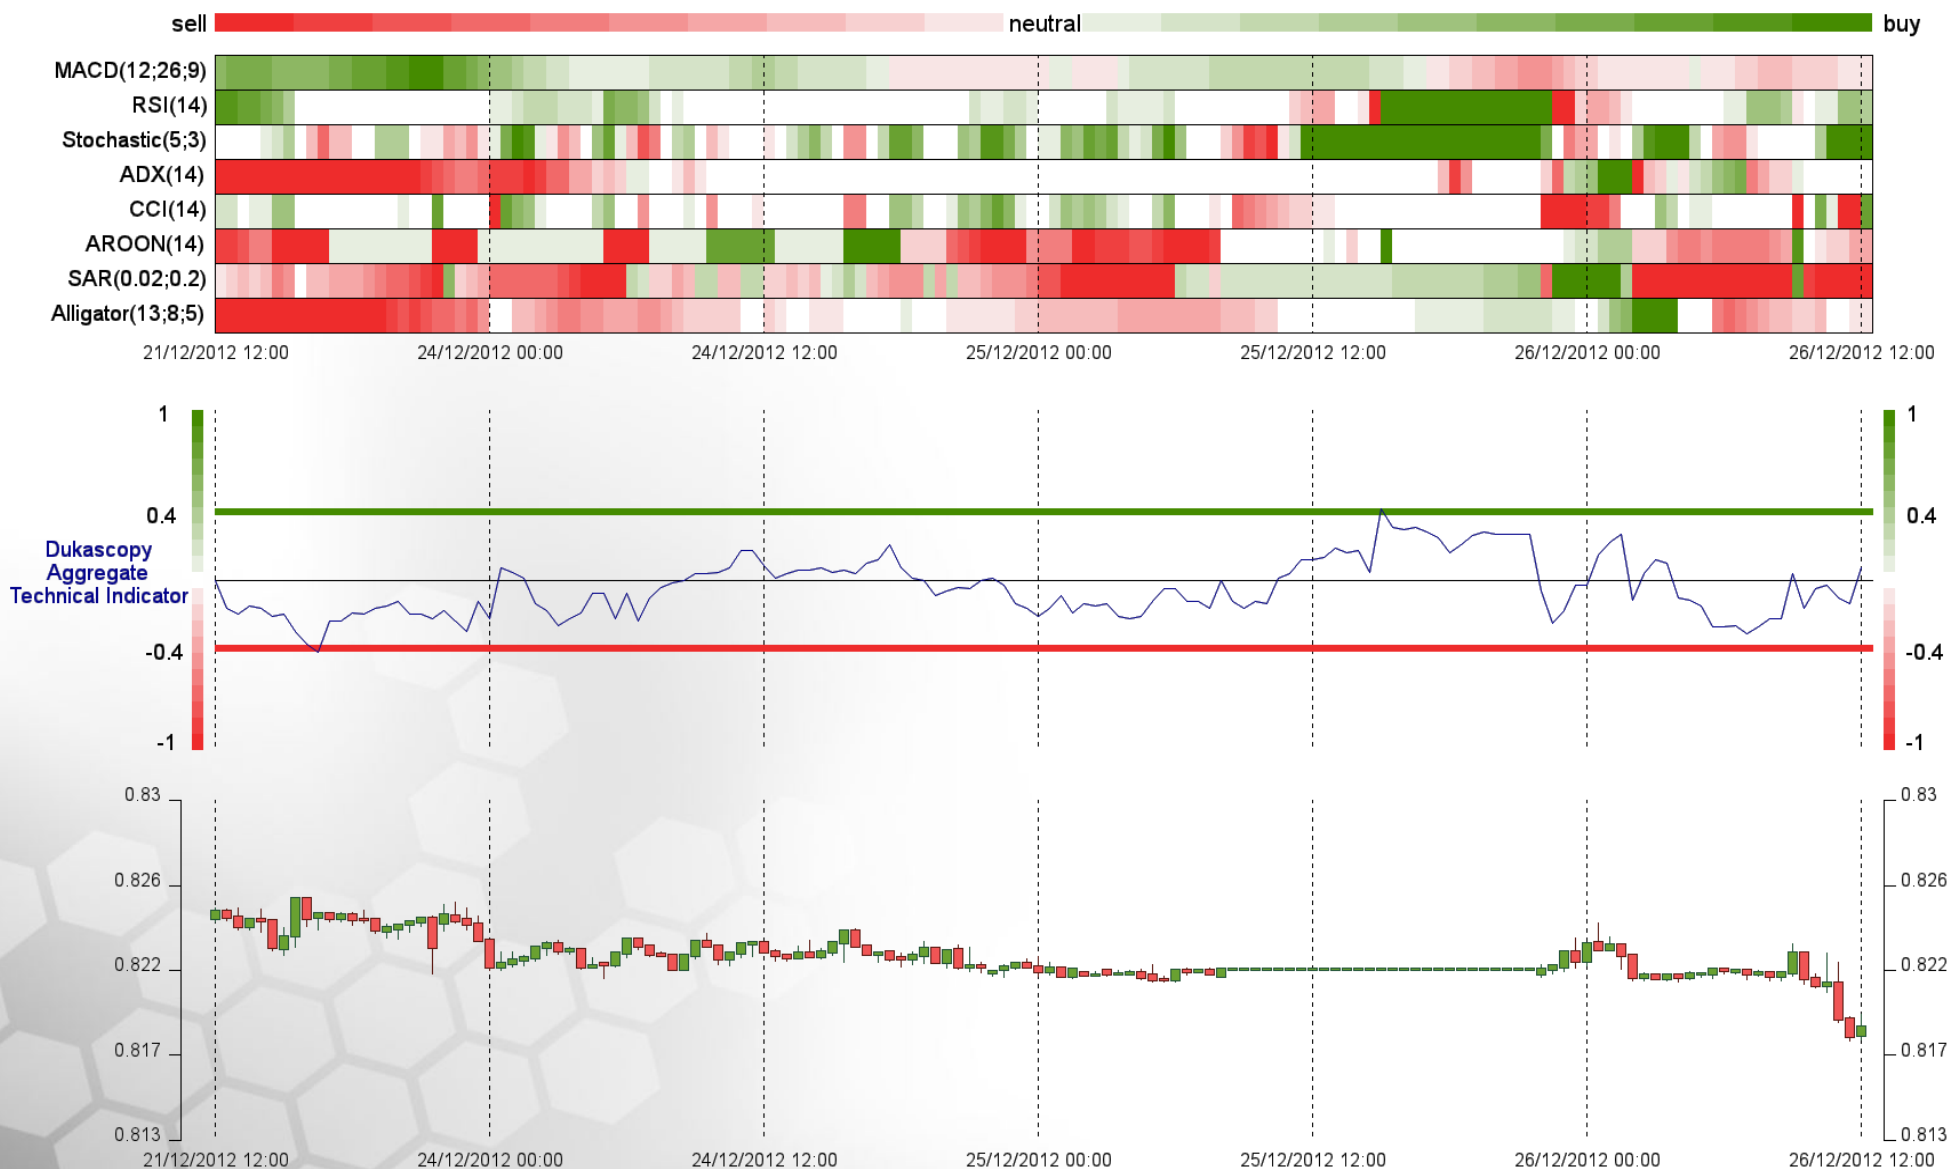 sell neutral buy
MACD(12;26;9)
RSI(14)
Stochastic(5;3)
ADX(14)
CCI(14)
AROON(14)
SAR(0.02;0.2)
Alligator(13;8;5)
21/12/2012 12:00 24/12/2012 00:00 24/12/2012 12:00 25/12/2012 00:00 25/12/2012 12:00 26/12/2012 00:00 26/12/2012 12:00
1 1
0.4 0.4
Dukascopy
Aggregate
Technical Indicator
-0.4 -0.4
-1 -1
0.83 0.83
0.826 0.826
0.822 0.822
0.817 0.817
0.813 0.813
21/12/2012 12:00 24/12/2012 00:00 24/12/2012 12:00 25/12/2012 00:00 25/12/2012 12:00 26/12/2012 00:00 26/12/2012 12:00